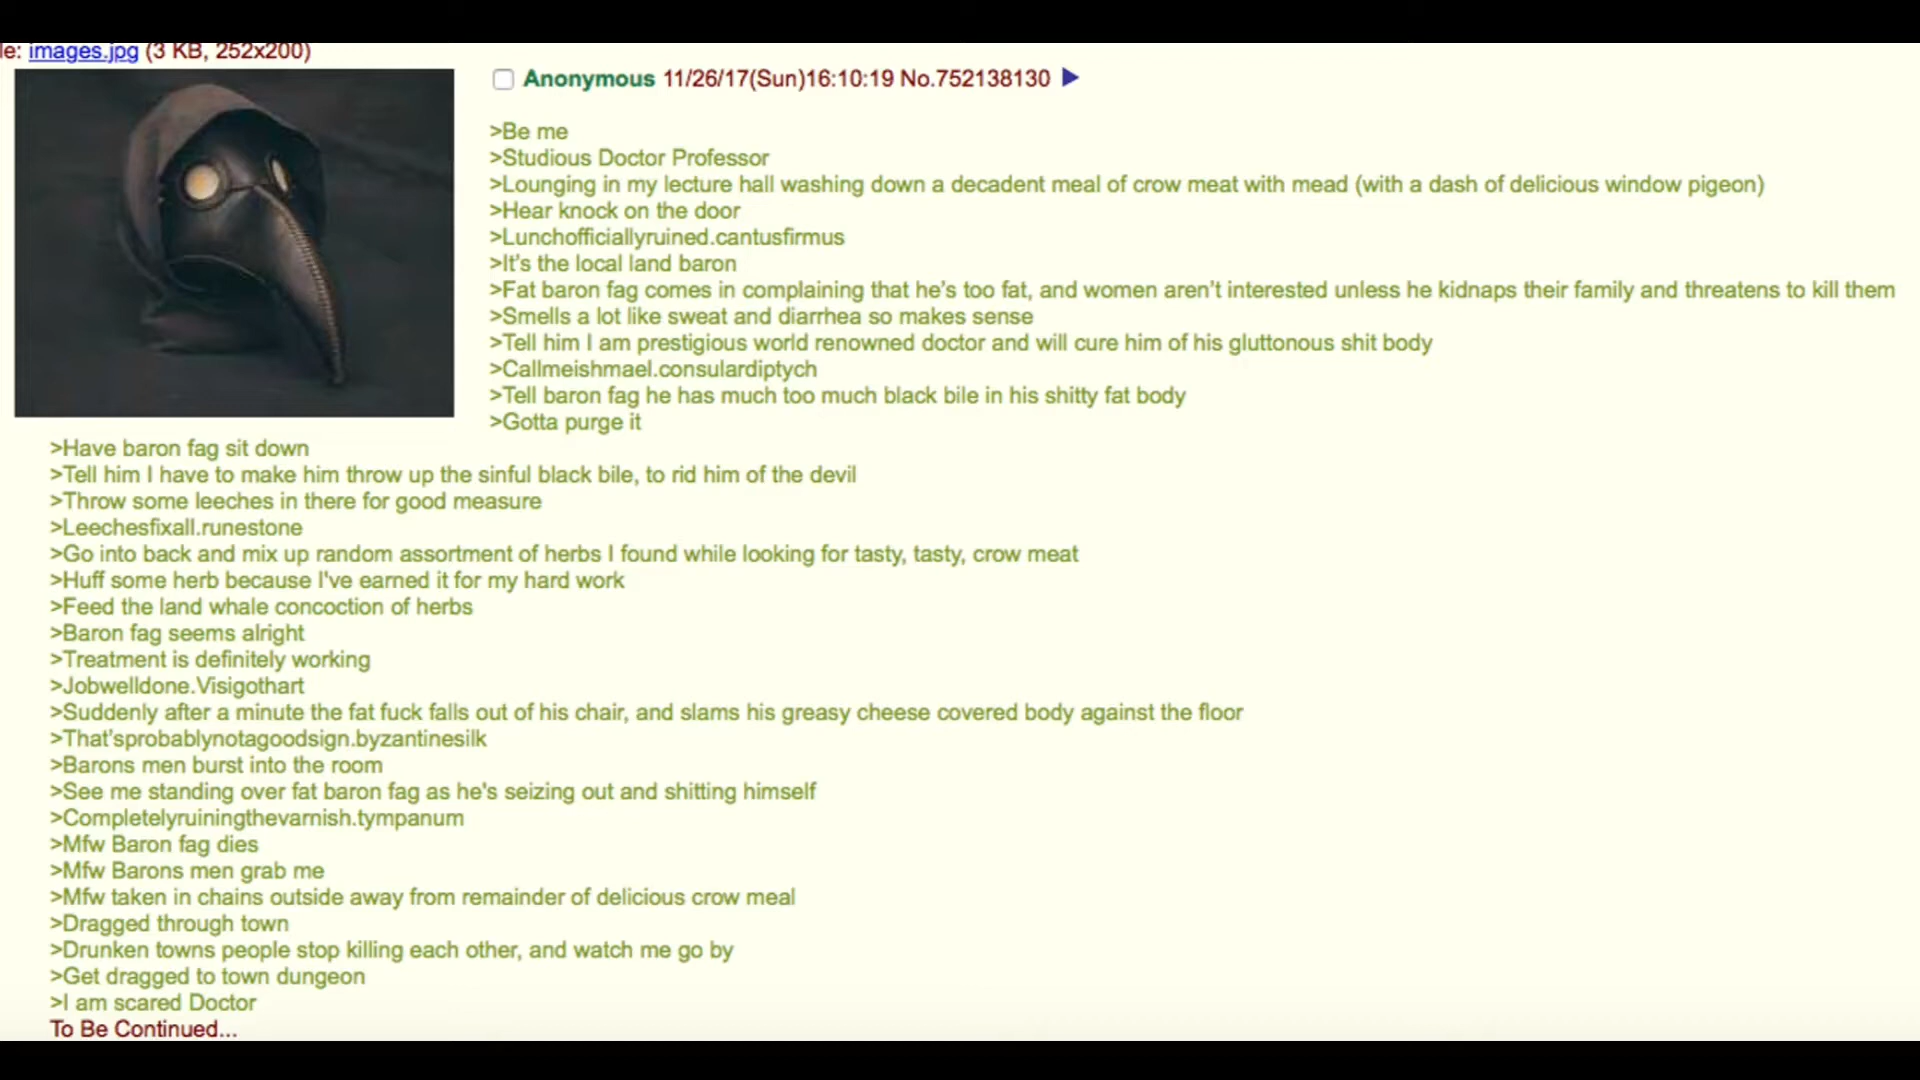 le: images.jpg (3 KB, 252x200)
Anonymous 11/26/17(Sun)16:10:19 No.752138130
>Be me
>Studious Doctor Professor
>Lounging in my lecture hall washing down a decadent meal of crow meat with mead (with a dash of delicious window pigeon)
>Hear knock on the door
>Lunchofficiallyruined.cantusfirmus
>It's the local land baron
>Fat baron fag comes in complaining that he's too fat, and women aren't interested unless he kidnaps their family and threatens to kill them
>Smells a lot like sweat and diarrhea so makes sense
>Tell him I am prestigious world renowned doctor and will cure him of his gluttonous shit body
>Callmeishmael.consulardiptych
>Tell baron fag he has much too much black bile in his shitty fat body
>Gotta purge it
>Have baron fag sit down
>Tell him I have to make him throw up the sinful black bile, to rid him of the devil
>Throw some leeches in there for good measure
>Leechesfixall.runestone
>Go into back and mix up random assortment of herbs I found while looking for tasty, tasty, crow meat
>Huff some herb because I've earned it for my hard work
>Feed the land whale concoction of herbs
>Baron fag seems alright
>Treatment is definitely working
>Jobwelldone.Visigothart
>Suddenly after a minute the fat fuck falls out of his chair, and slams his greasy cheese covered body against the floor
>That'sprobablynotagoodsign.byzantinesilk
>Barons men burst into the room
>See me standing over fat baron fag as he's seizing out and shitting himself
>Completelyruiningthevarnish.tympanum
>Mfw Baron fag dies
>Mfw Barons men grab me
>Mfw taken in chains outside away from remainder of delicious crow meal
>Dragged through town
>Drunken towns people stop killing each other, and watch me go by
>Get dragged to town dungeon
>I am scared Doctor
To Be Continued...